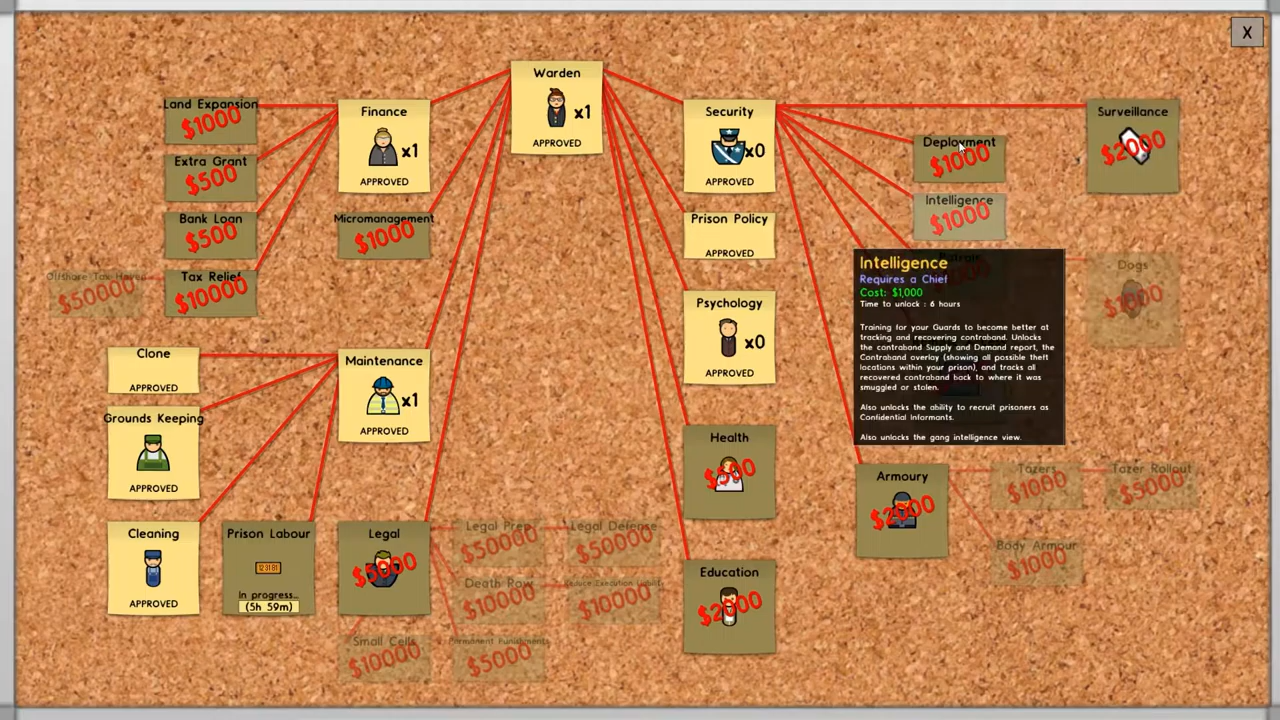 X
Warden
x1
APPROVED
Land Expansion
$1000
Finance
x1
APPROVED
Security
x0
APPROVED
Surveillance
$2000
Extra Grant
$500
Deployment
$1000
Bank Loan
$500
Micromanagement
$1000
Prison Policy
APPROVED
Intelligence
$1000
Offshore Tax Haven
$50000
Tax Relief
$10000
Dogs
$1000
Intelligence
Requires a Chief
Cost: $1,000
Time to unlock : 6 hours
Training for your Guards to become better at
tracking and recovering contraband. Unlocks
the contraband Supply and Demand report, the
Contraband overlay (showing all possible theft
locations within your prison), and tracks all
recovered contraband back to where it was
smuggled or stolen.
Also unlocks the ability to recruit prisoners as
Confidential Informants.
Also unlocks the gang intelligence view.
Psychology
x0
APPROVED
Clone
APPROVED
Maintenance
x1
APPROVED
Grounds Keeping
APPROVED
Health
$500
Armoury
$2000
Tazers
$1000
Tazer Rollout
$5000
Body Armour
$1000
Cleaning
APPROVED
Prison Labour
In progress...
(5h 59m)
Legal
$5000
Legal Prep
$50000
Legal Defense
$50000
Death Row
$10000
Reduce Execution Liability
$10000
Education
$2000
Small Cells
$10000
Permanent Punishments
$5000